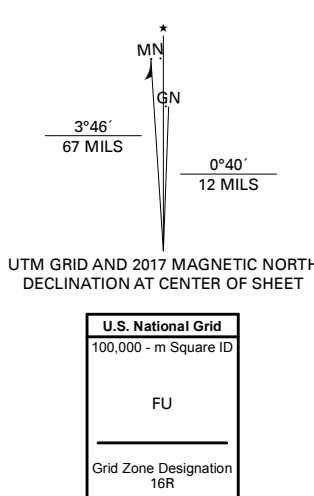 ★
MN
GN
3°46´
67 MILS
0°40´
12 MILS
UTM GRID AND 2017 MAGNETIC NORTH
DECLINATION AT CENTER OF SHEET
U.S. National Grid
100,000 - m Square ID
FU
Grid Zone Designation
16R